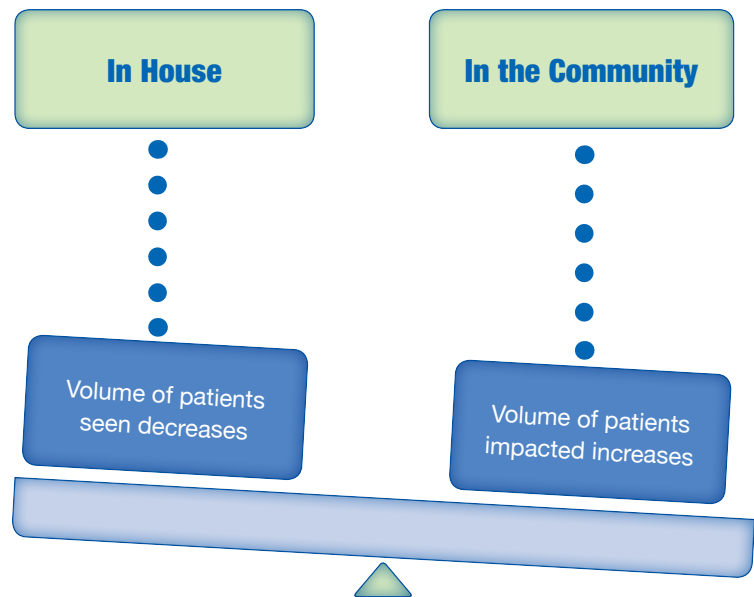 In House
In the Community
Volume of patients
seen decreases
Volume of patients
impacted increases